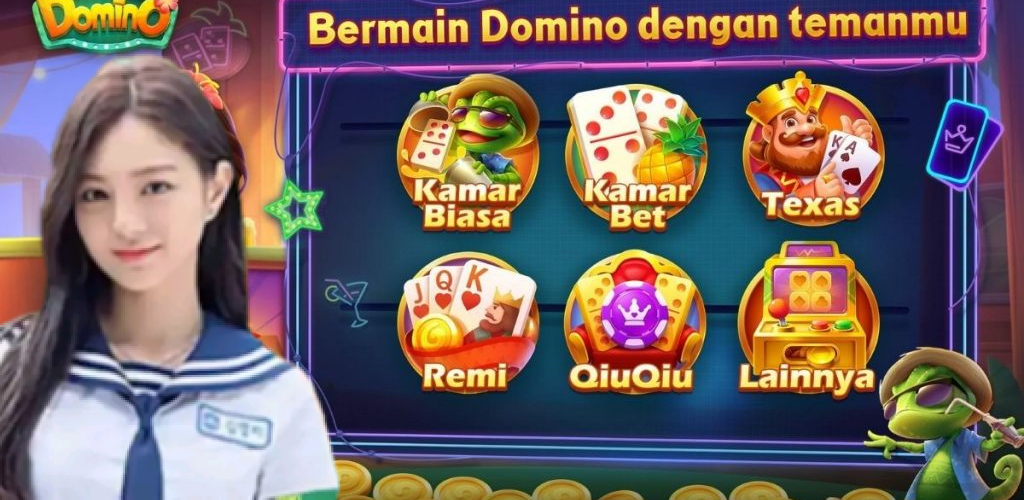 Domino
Bermain Domino dengan temanmu
Kamar
Biasa
Kamar
Bet
K A
Texas
J Q K
Remi
QiuQiu
Lainnya